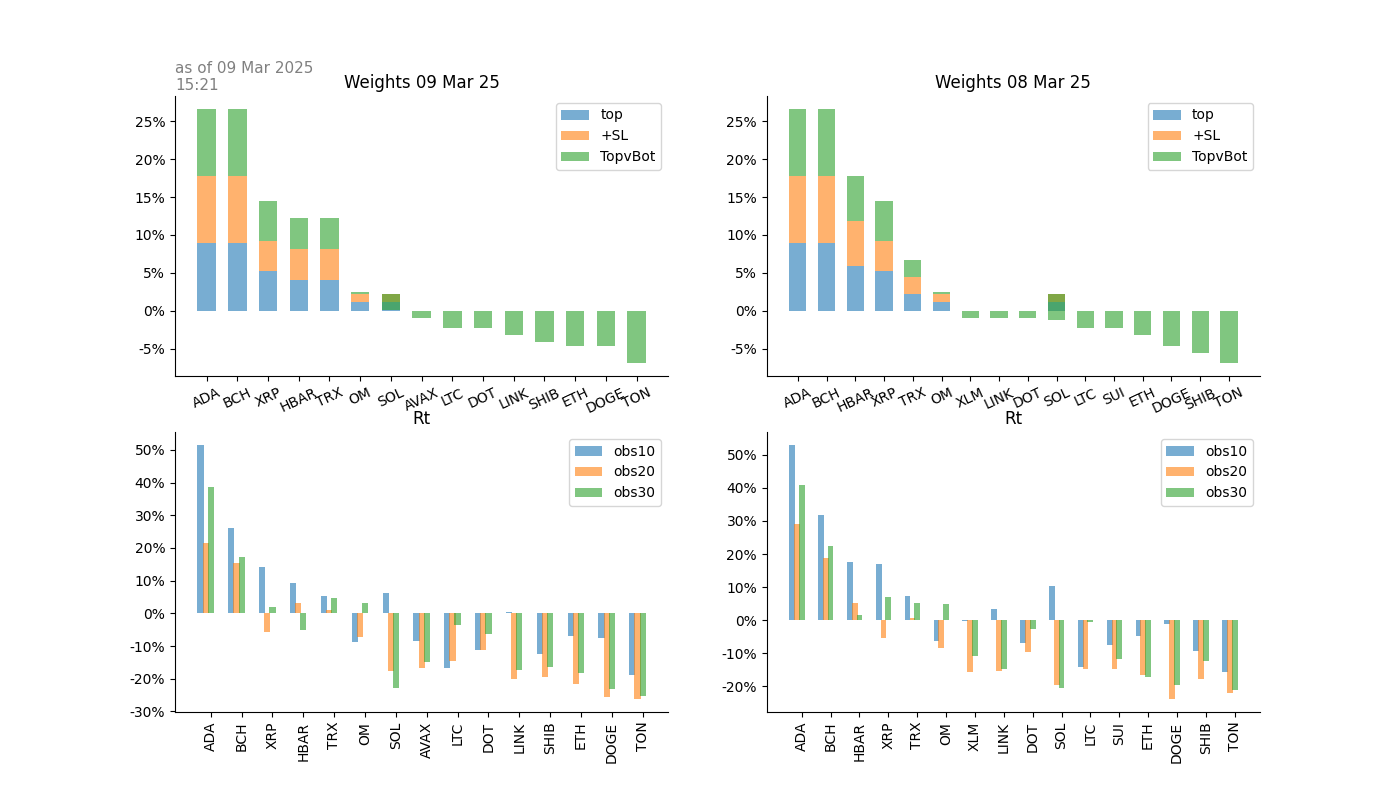 as of 09 Mar 2025
15:21
Weights 09 Mar 25
25%
20%
15%
10%
5%
0%
-5%
top
+SL
TopvBot
ADA BCH XRP HBAR TRX OM SOL AVAX LTC DOT LINK SHIB ETH DOGE TON
Weights 08 Mar 25
25%
20%
15%
10%
5%
0%
-5%
top
+SL
TopvBot
ADA BCH HBAR XRP TRX OM XLM LINK DOT SOL LTC SUI ETH DOGE SHIB TON
Rt
50%
40%
30%
20%
10%
0%
-10%
-20%
-30%
obs10
obs20
obs30
ADA BCH XRP HBAR TRX OM SOL AVAX LTC DOT LINK SHIB ETH DOGE TON
Rt
50%
40%
30%
20%
10%
0%
-10%
-20%
obs10
obs20
obs30
ADA BCH HBAR XRP TRX OM XLM LINK DOT SOL LTC SUI ETH DOGE SHIB TON